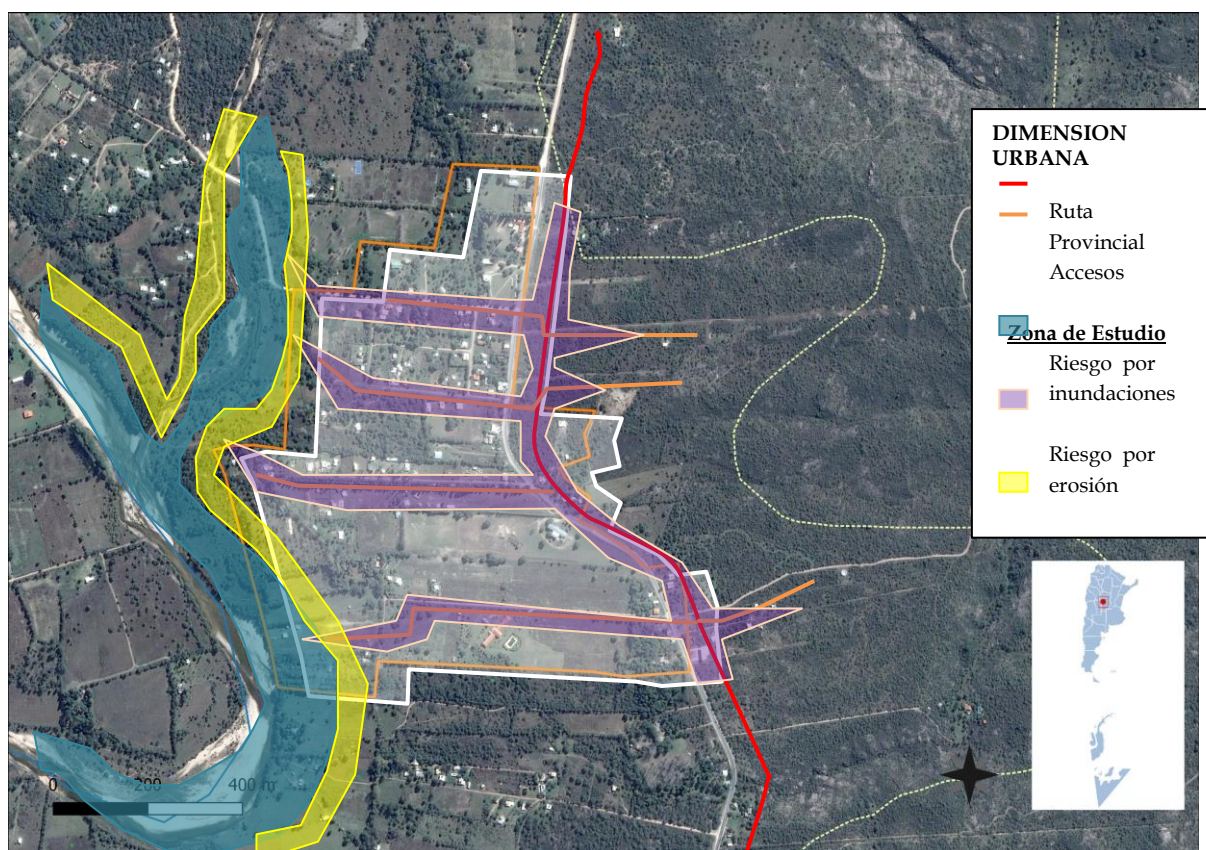 DIMENSION
URBANA
Ruta
Provincial
Accesos
Zona de Estudio
Riesgo por
inundaciones
Riesgo por
erosión
0 200 400 m